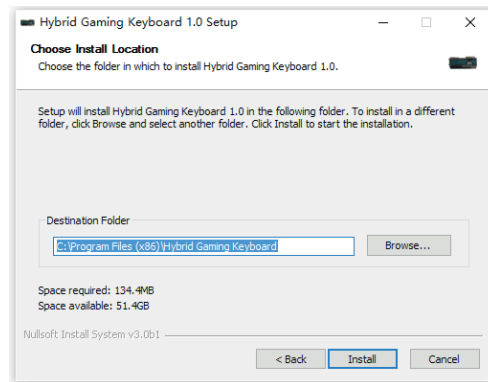 Hybrid Gaming Keyboard 1.0 Setup
Choose Install Location
Choose the folder in which to install Hybrid Gaming Keyboard 1.0.
Setup will install Hybrid Gaming Keyboard 1.0 in the following folder. To install in a different
folder, click Browse and select another folder. Click Install to start the installation.
Destination Folder
C:\Program Files (x86)\Hybrid Gaming Keyboard
Browse...
Space required: 134.4MB
Space available: 51.4GB
Nullsoft Install System v3.0b1
< Back
Install
Cancel